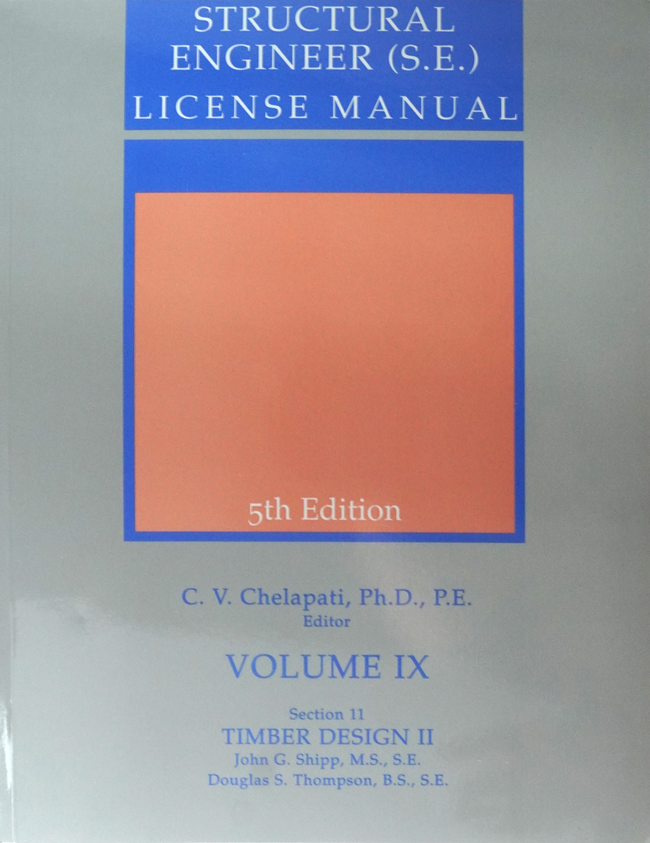 STRUCTURAL
ENGINEER (S.E.)
LICENSE MANUAL
5th Edition
C. V. Chelapati, Ph.D., P.E.
Editor
VOLUME IX
Section 11
TIMBER DESIGN II
John G. Shipp, M.S., S.E.
Douglas S. Thompson, B.S., S.E.